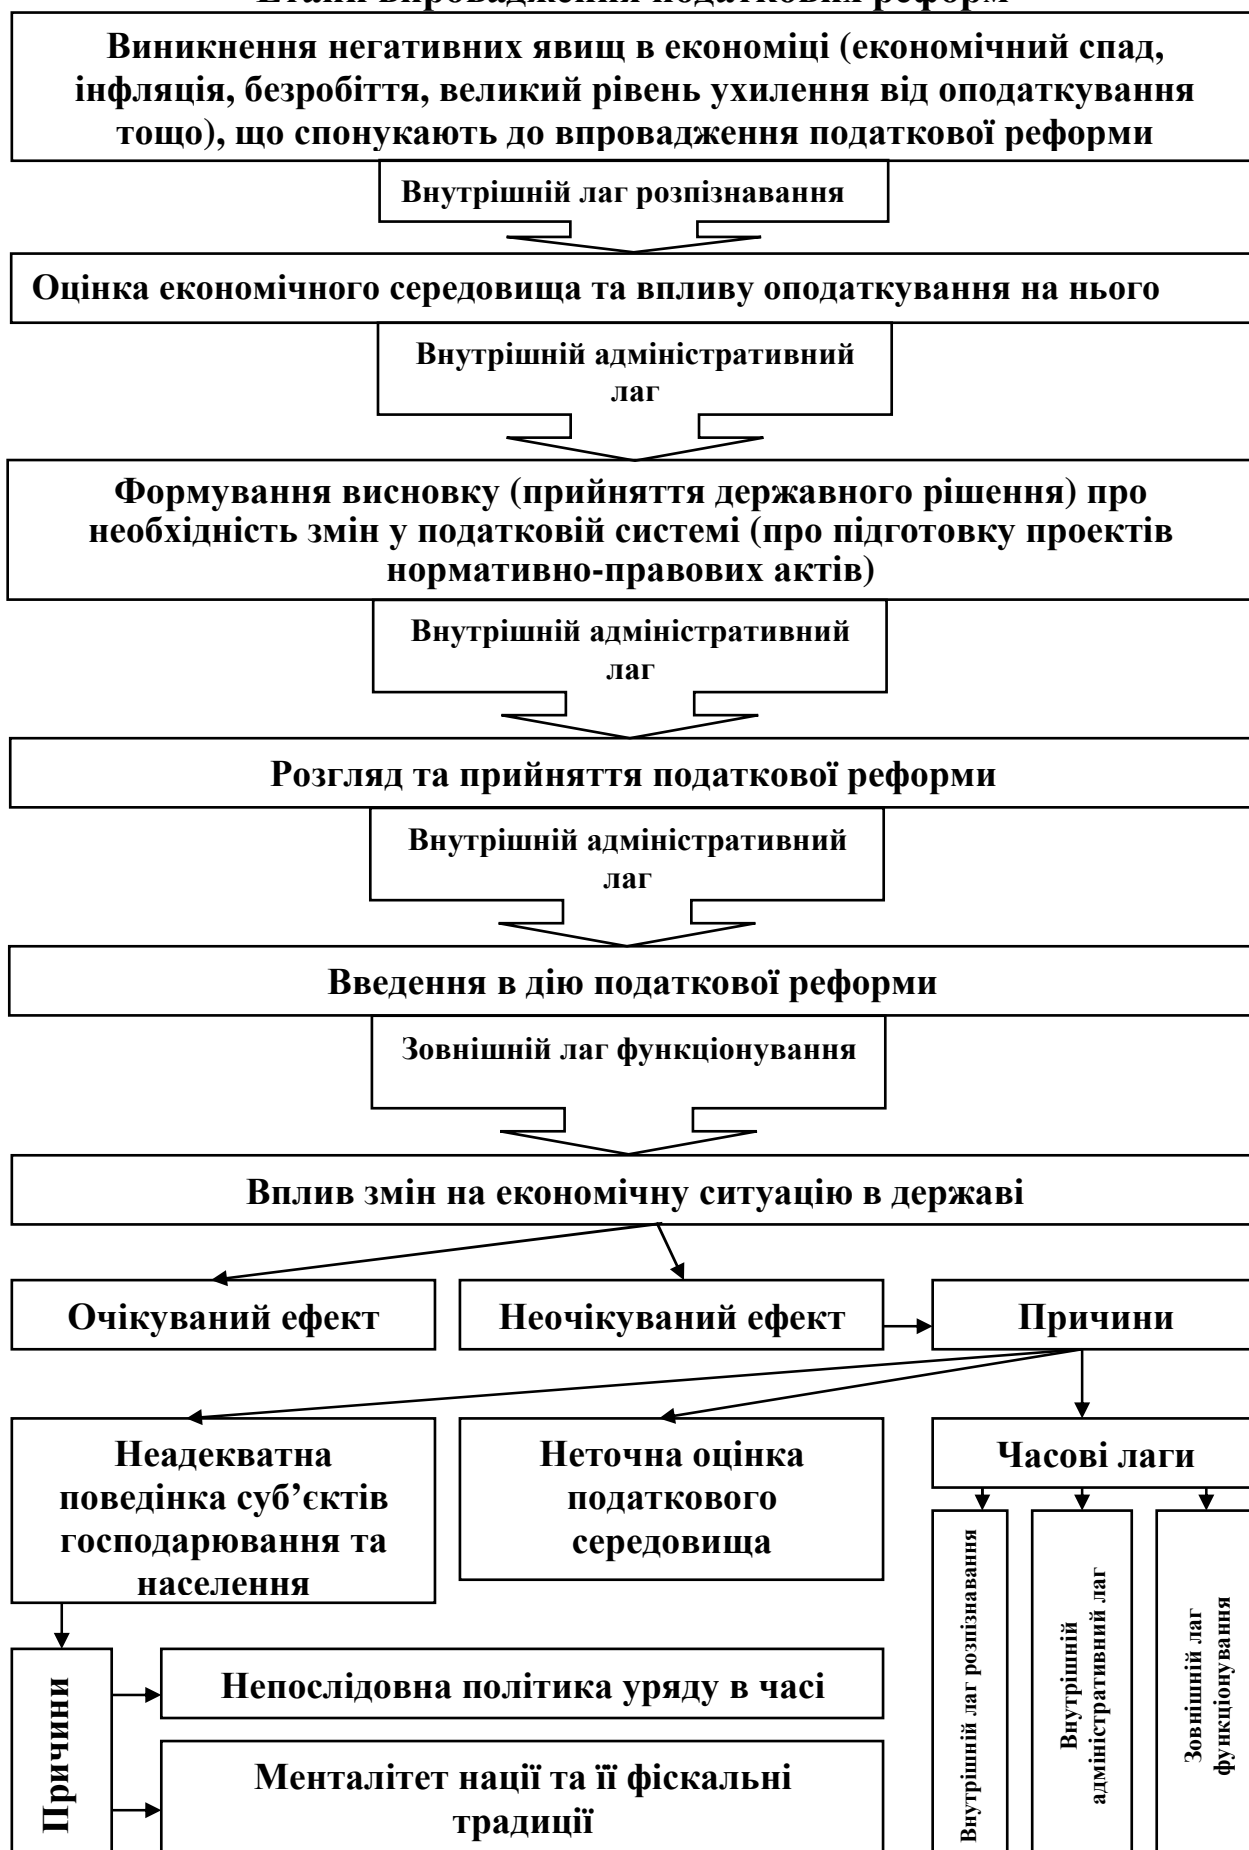 Етапи впровадження податкових реформ
Виникнення негативних явищ в економіці (економічний спад,
інфляція, безробіття, великий рівень ухилення від оподаткування
тощо), що спонукають до впровадження податкової реформи
Внутрішній лаг розпізнавання
Оцінка економічного середовища та впливу оподаткування на нього
Внутрішній адміністративний
лаг
Формування висновку (прийняття державного рішення) про
необхідність змін у податковій системі (про підготовку проектів
нормативно-правових актів)
Внутрішній адміністративний
лаг
Розгляд та прийняття податкової реформи
Внутрішній адміністративний
лаг
Введення в дію податкової реформи
Зовнішній лаг функціонування
Вплив змін на економічну ситуацію в державі
Очікуваний ефект
Неочікуваний ефект
Причини
Неадекватна
поведінка суб’єктів
господарювання та
населення
Неточна оцінка
податкового
середовища
Часові лаги
Внутрішній лаг розпізнавання
Внутрішній
адміністративний лаг
Зовнішній лаг
функціонування
Причини
Непослідовна політика уряду в часі
Менталітет нації та її фіскальні
традиції